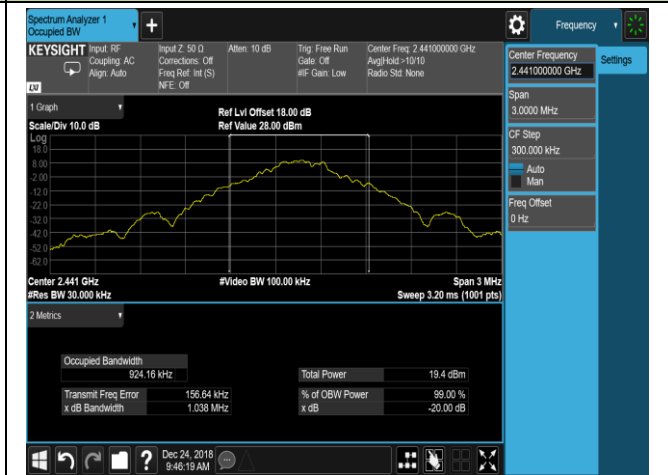 Spectrum Analyzer 1
Occupied BW
+
Frequency
KEYSIGHT
LXI
Input: RF
Coupling: AC
Align: Auto
Input Z: 50 Ω
Corrections: Off
Freq Ref: Int (S)
NFE: Off
Atten: 10 dB
Trig: Free Run
Gate: Off
#IF Gain: Low
Center Freq: 2.441000000 GHz
Avg|Hold:>10/10
Radio Std: None
Center Frequency
2.441000000 GHz
Settings
Span
3.0000 MHz
CF Step
300.000 kHz
Auto
Man
Freq Offset
0 Hz
1 Graph
Scale/Div 10.0 dB
Ref Lvl Offset 18.00 dB
Ref Value 28.00 dBm
Log
18.0
8.00
-2.00
-12.0
-22.0
-32.0
-42.0
-52.0
-62.0
Center 2.441 GHz
#Video BW 100.00 kHz
Span 3 MHz
#Res BW 30.000 kHz
Sweep 3.20 ms (1001 pts)
2 Metrics
Occupied Bandwidth
924.16 kHz
Total Power 19.4 dBm
Transmit Freq Error 156.64 kHz
% of OBW Power 99.00 %
x dB Bandwidth 1.038 MHz
x dB -20.00 dB
?
Dec 24, 2018
9:46:19 AM